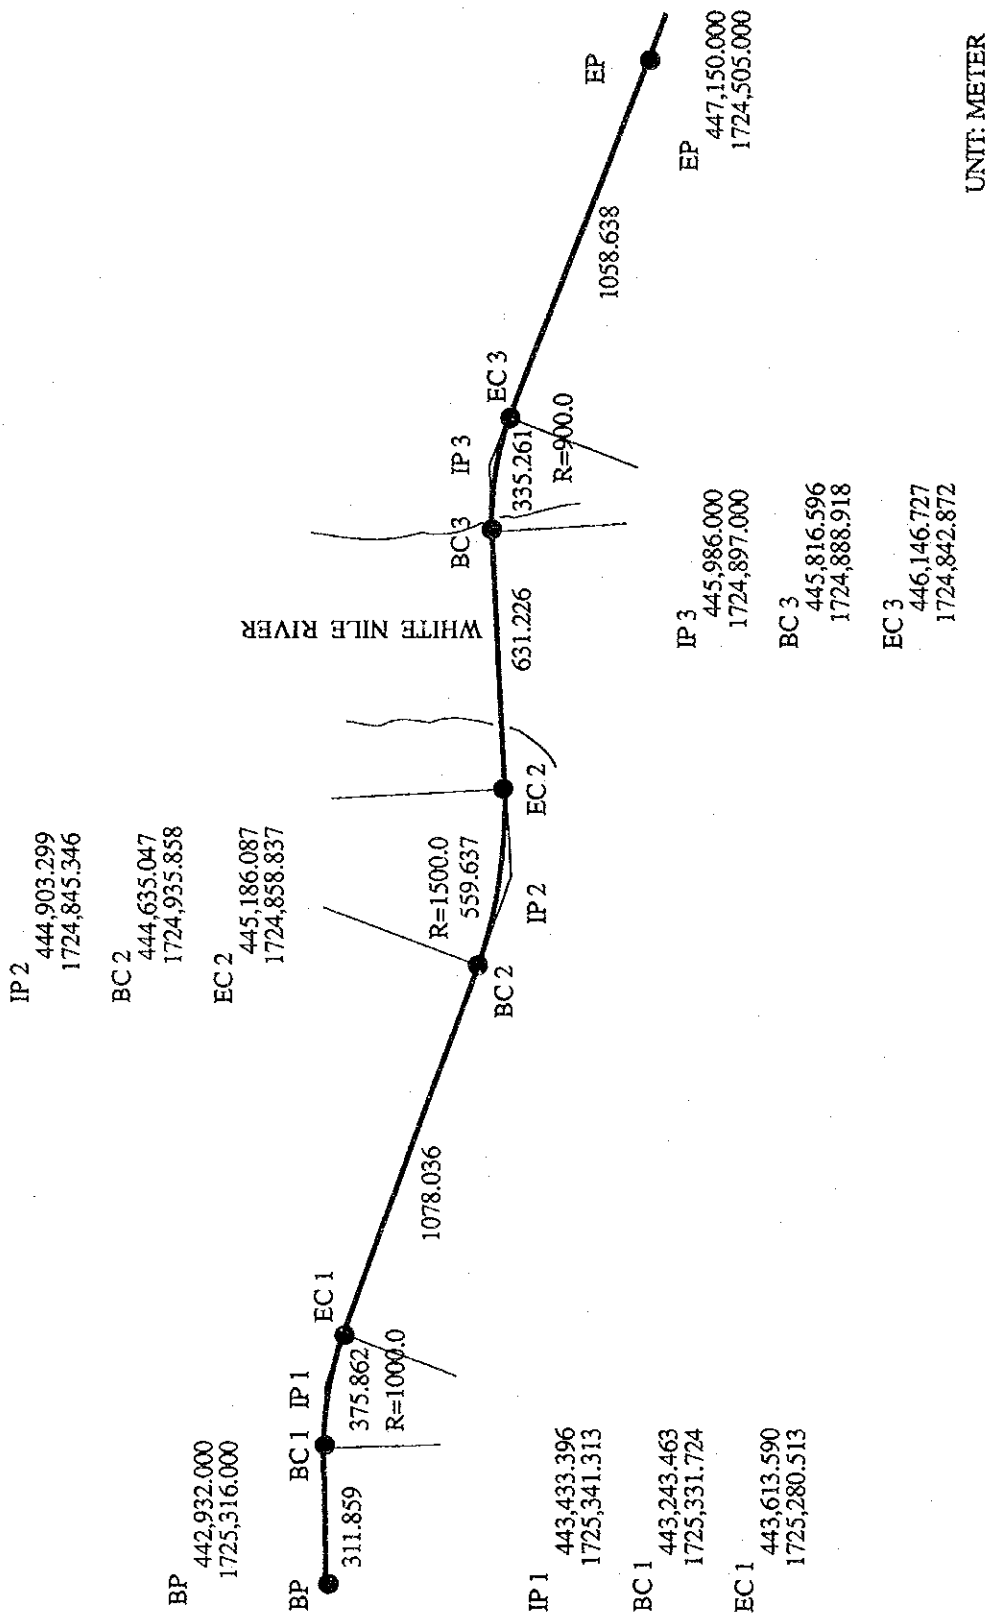 BP
442,932.000
1725,316.000
IP 2
444,903.299
1724,845.346
BC 2
444,635.047
1724,935.858
EC 2
445,186.087
1724,858.837
BP
311.859
BC 1
IP 1
375.862
R=1000.0
EC 1
1078.036
BC 2
R=1500.0
559.637
IP 2
EC 2
631.226
WHITE NILE RIVER
BC 3
IP 3
335.261
R=900.0
EC 3
1058.638
EP
EP
447,150.000
1724,505.000
IP 1
443,433.396
1725,341.313
BC 1
443,243.463
1725,331.724
EC 1
443,613.590
1725,280.513
IP 3
445,986.000
1724,897.000
BC 3
445,816.596
1724,888.918
EC 3
446,146.727
1724,842.872
UNIT: METER